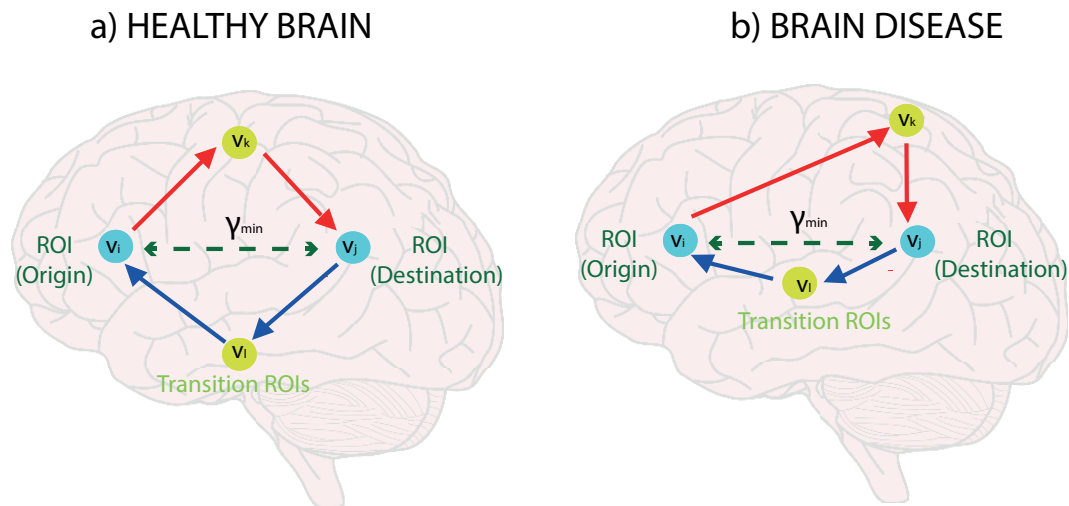 a) HEALTHY BRAIN
vk
γmin
vi
vj
ROI
(Origin)
ROI
(Destination)
vl
Transition ROIs
b) BRAIN DISEASE
vk
γmin
vi
vj
ROI
(Origin)
ROI
(Destination)
vl
Transition ROIs